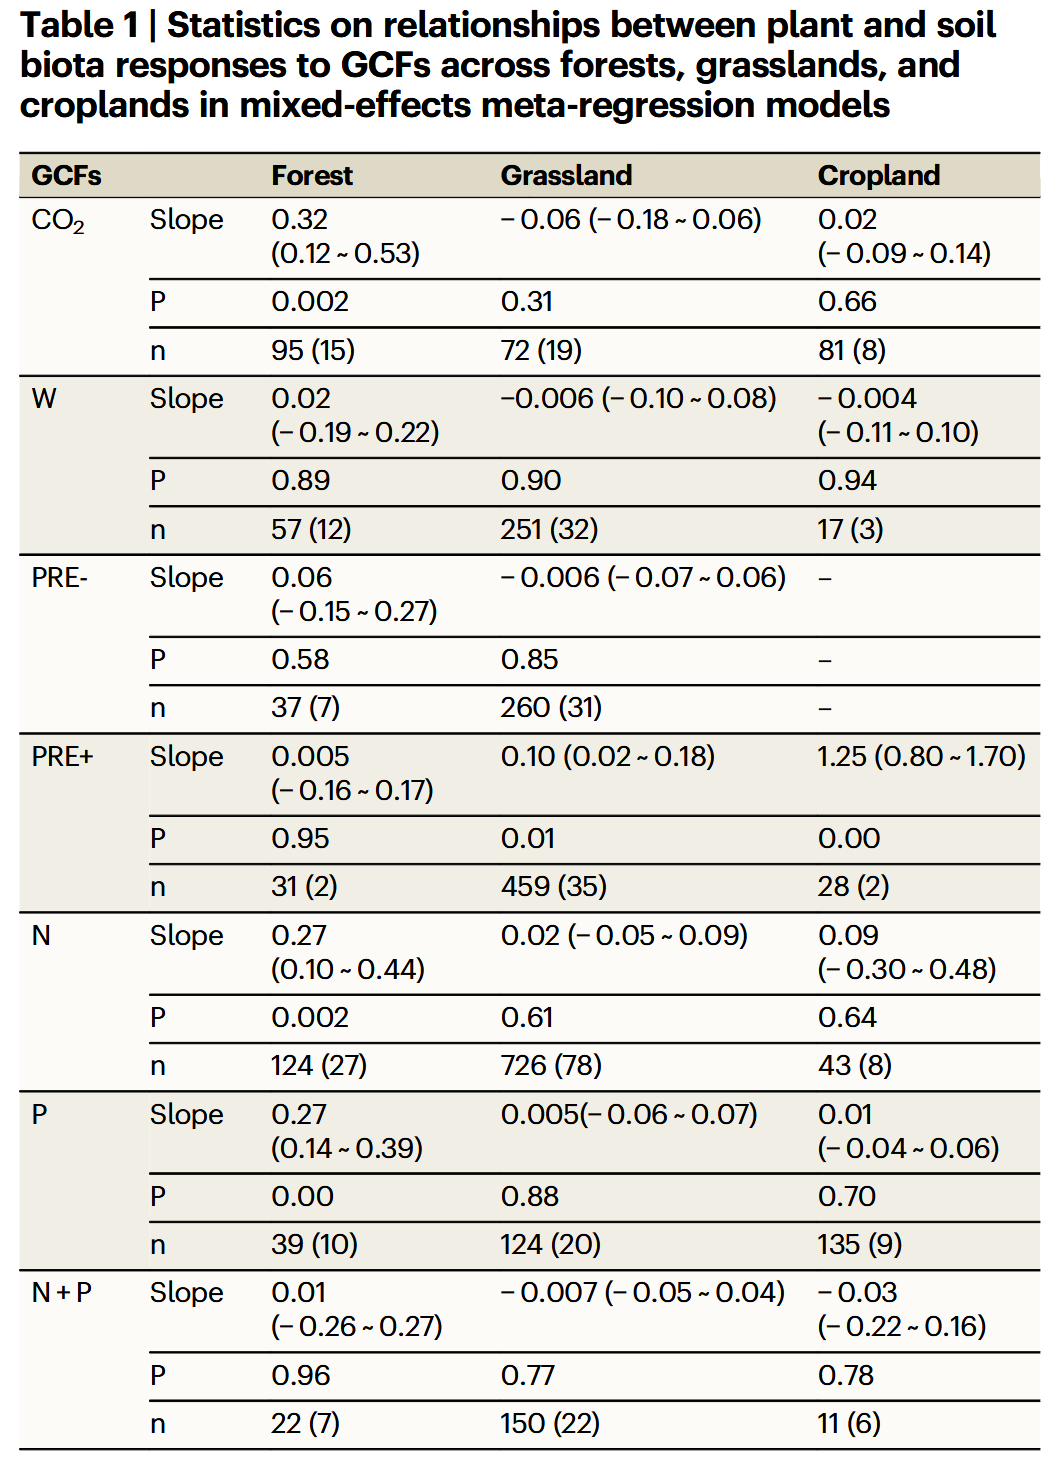 Table 1 | Statistics on relationships between plant and soil
biota responses to GCFs across forests, grasslands, and
croplands in mixed-effects meta-regression models
GCFs Forest Grassland Cropland
CO₂ Slope 0.32 − 0.06 (− 0.18 ~ 0.06) 0.02
(0.12 ~ 0.53) (− 0.09 ~ 0.14)
P 0.002 0.31 0.66
n 95 (15) 72 (19) 81 (8)
W Slope 0.02 −0.006 (− 0.10 ~ 0.08) − 0.004
(− 0.19 ~ 0.22) (− 0.11 ~ 0.10)
P 0.89 0.90 0.94
n 57 (12) 251 (32) 17 (3)
PRE- Slope 0.06 − 0.006 (− 0.07 ~ 0.06) –
(− 0.15 ~ 0.27)
P 0.58 0.85 –
n 37 (7) 260 (31) –
PRE+ Slope 0.005 0.10 (0.02 ~ 0.18) 1.25 (0.80 ~ 1.70)
(− 0.16 ~ 0.17)
P 0.95 0.01 0.00
n 31 (2) 459 (35) 28 (2)
N Slope 0.27 0.02 (− 0.05 ~ 0.09) 0.09
(0.10 ~ 0.44) (− 0.30 ~ 0.48)
P 0.002 0.61 0.64
n 124 (27) 726 (78) 43 (8)
P Slope 0.27 0.005(− 0.06 ~ 0.07) 0.01
(0.14 ~ 0.39) (− 0.04 ~ 0.06)
P 0.00 0.88 0.70
n 39 (10) 124 (20) 135 (9)
N + P Slope 0.01 − 0.007 (− 0.05 ~ 0.04) − 0.03
(− 0.26 ~ 0.27) (− 0.22 ~ 0.16)
P 0.96 0.77 0.78
n 22 (7) 150 (22) 11 (6)